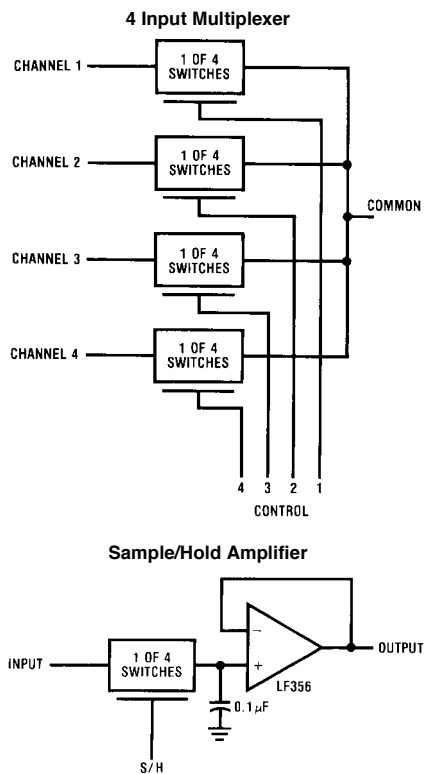 4 Input Multiplexer
CHANNEL 1
1 OF 4
SWITCHES
CHANNEL 2
1 OF 4
SWITCHES
COMMON
CHANNEL 3
1 OF 4
SWITCHES
CHANNEL 4
1 OF 4
SWITCHES
4 3 2 1
CONTROL
Sample/Hold Amplifier
INPUT
1 OF 4
SWITCHES
−
+
LF356
OUTPUT
0.1μF
S/H